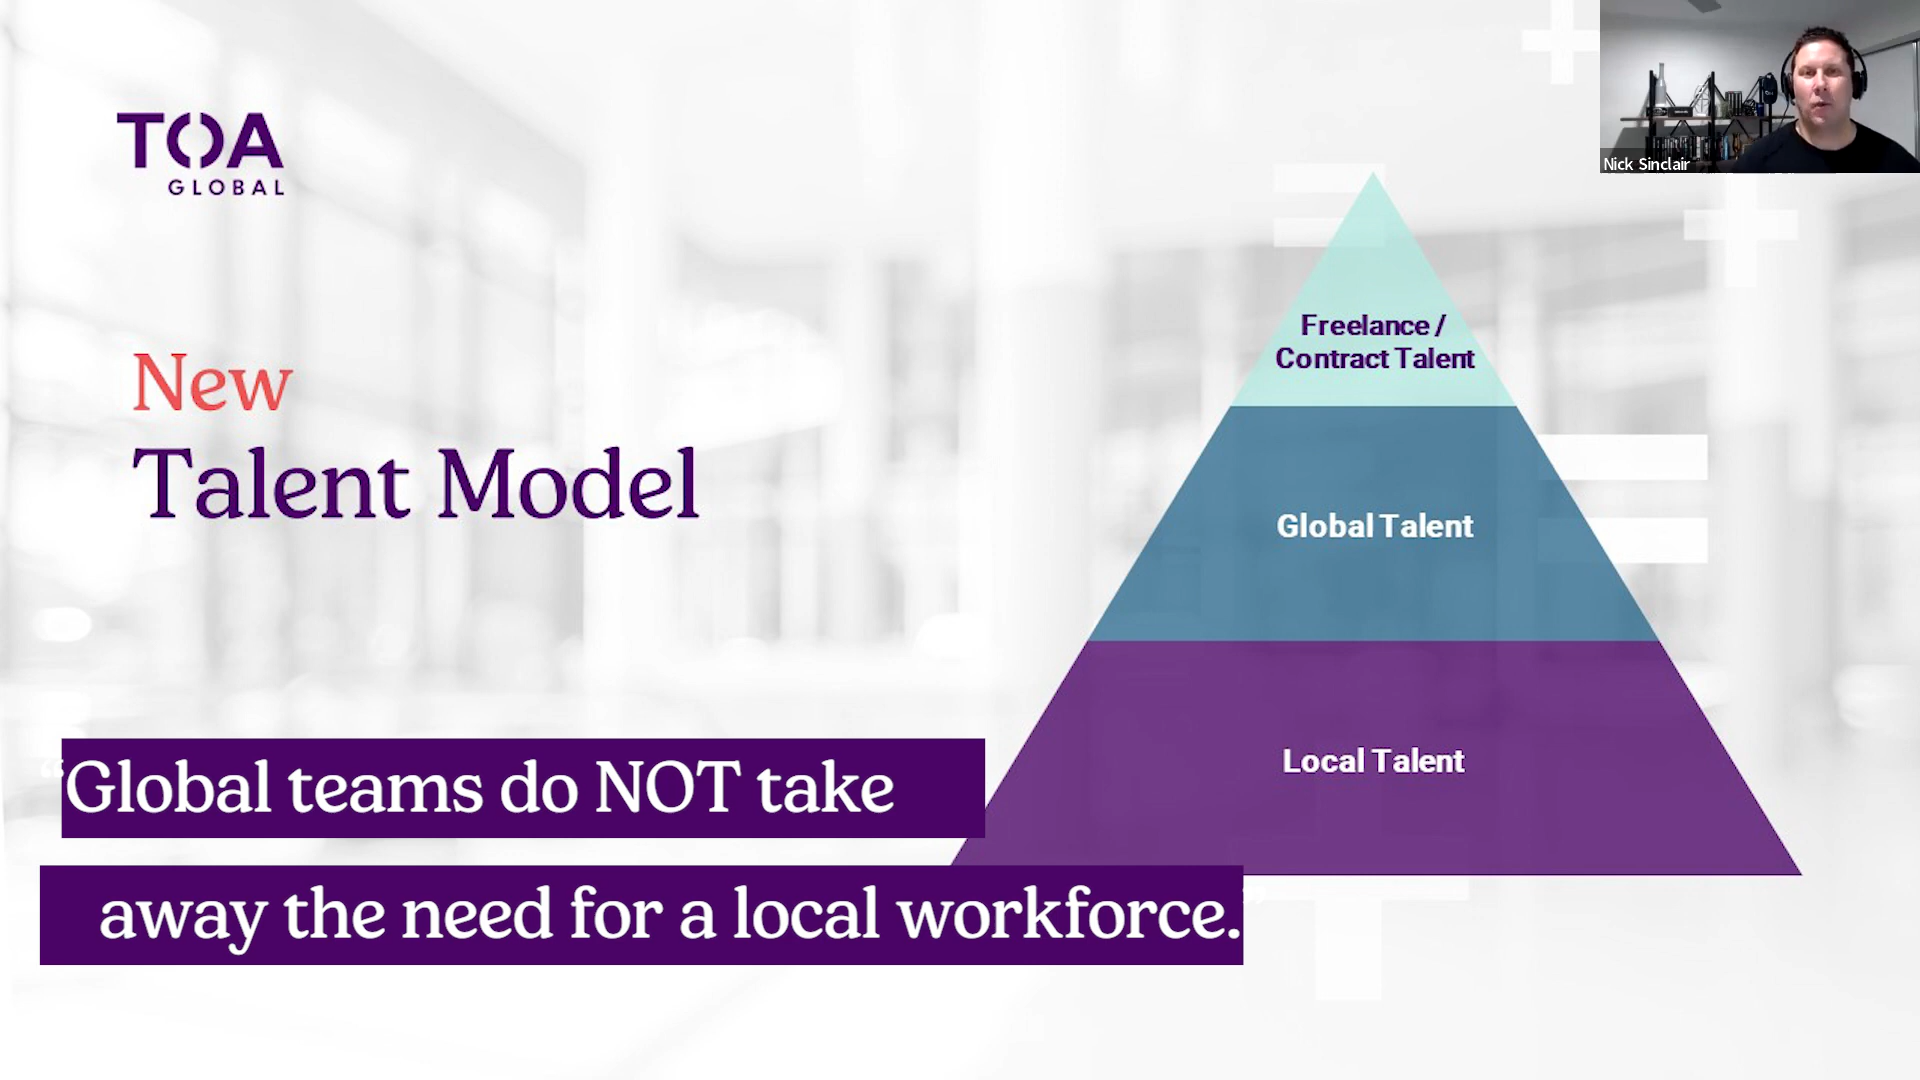 TOA
GLOBAL
Nick Sinclair
New
Talent Model
Freelance /
Contract Talent
Global Talent
Local Talent
“Global teams do NOT take
away the need for a local workforce.”